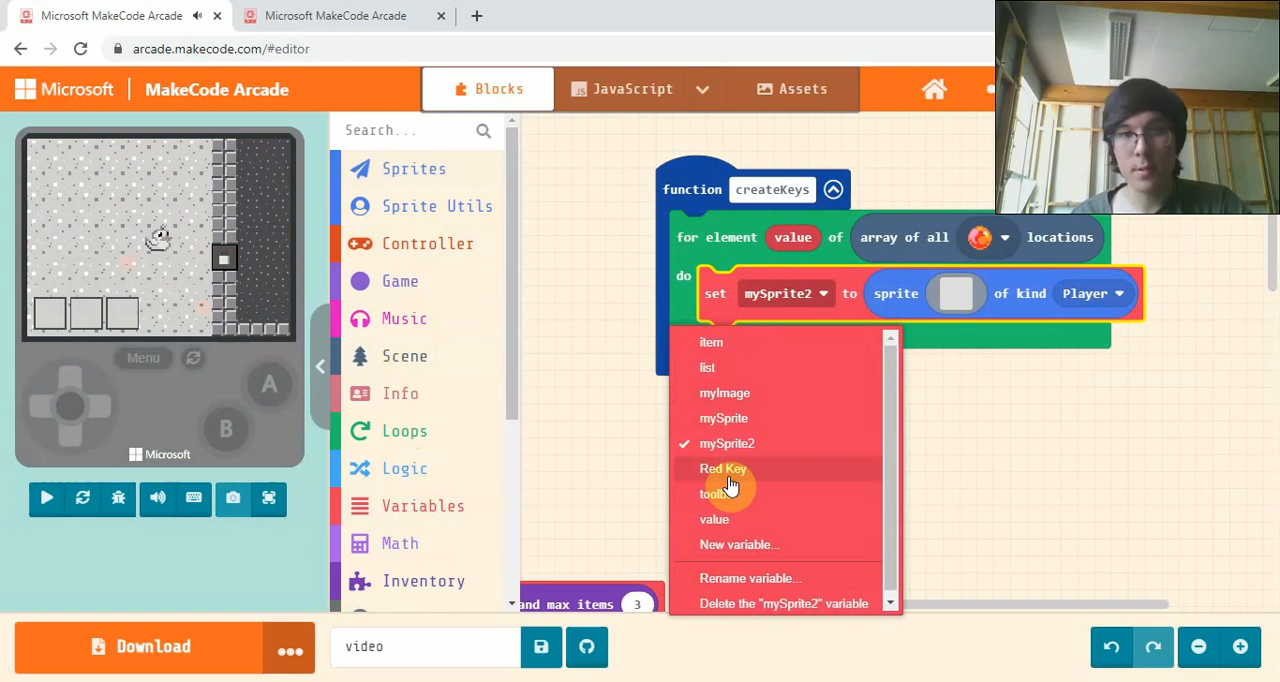 Microsoft MakeCode Arcade
Microsoft MakeCode Arcade
arcade.makecode.com/#editor
Microsoft
MakeCode Arcade
Blocks
JS
JavaScript
Assets
Search...
Sprites
Sprite Utils
Controller
Game
Music
Scene
Info
Loops
Logic
Variables
Math
Inventory
Menu
A
B
Microsoft
function createKeys
for element value of array of all locations
do
set mySprite2 to sprite of kind Player
item
list
myImage
mySprite
mySprite2
Red Key
value
New variable...
Rename variable...
Delete the "mySprite2" variable
and max items 3
Download
video